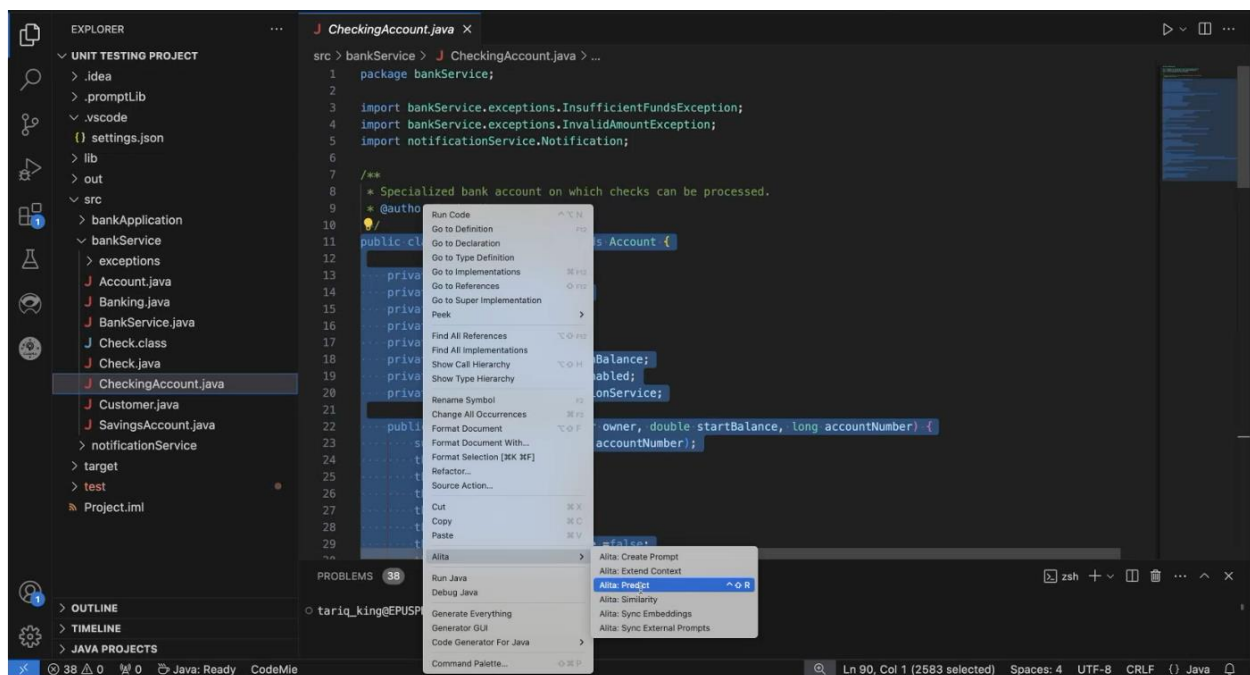 EXPLORER
UNIT TESTING PROJECT
.idea
.promptLib
.vscode
{} settings.json
lib
out
src
bankApplication
bankService
exceptions
J Account.java
J Banking.java
J BankService.java
J Check.class
J Check.java
J CheckingAccount.java
J Customer.java
J SavingsAccount.java
notificationService
target
test
Project.iml
OUTLINE
TIMELINE
JAVA PROJECTS
J CheckingAccount.java ×
src > bankService > J CheckingAccount.java > ...
1 package bankService;
2
3 import bankService.exceptions.InsufficientFundsException;
4 import bankService.exceptions.InvalidAmountException;
5 import notificationService.Notification;
6
7 /**
8 * Specialized bank account on which checks can be processed.
9 * @autho
10 /
11 public cl s Account {
12
13 priva
14 priva
15 priva
16 priva
17 priva
18 priva Balance;
19 priva abled;
20 priva onService;
21
22 publi owner, double startBalance, long accountNumber) {
23 s accountNumber);
24 t
25 t
26 t
27 t
28 t
29 t =false;
Run Code ^⌥N
Go to Definition F12
Go to Declaration
Go to Type Definition
Go to Implementations ⌘F12
Go to References ⇧F12
Go to Super Implementation
Peek >
Find All References ⌥⇧F12
Find All Implementations
Show Call Hierarchy ⌥⇧H
Show Type Hierarchy
Rename Symbol F2
Change All Occurrences ⌘F2
Format Document ⌥⇧F
Format Document With...
Format Selection [⌘K ⌘F]
Refactor...
Source Action...
Cut ⌘X
Copy ⌘C
Paste ⌘V
Alita >
Run Java
Debug Java
Generate Everything
Generator GUI
Code Generator For Java >
Command Palette... ⇧⌘P
Alita: Create Prompt
Alita: Extend Context
Alita: Predict ^⇧R
Alita: Similarity
Alita: Sync Embeddings
Alita: Sync External Prompts
PROBLEMS 38
zsh
tariq_king@EPUSP
38 0 0 Java: Ready CodeMie
Ln 90, Col 1 (2583 selected) Spaces: 4 UTF-8 CRLF {} Java